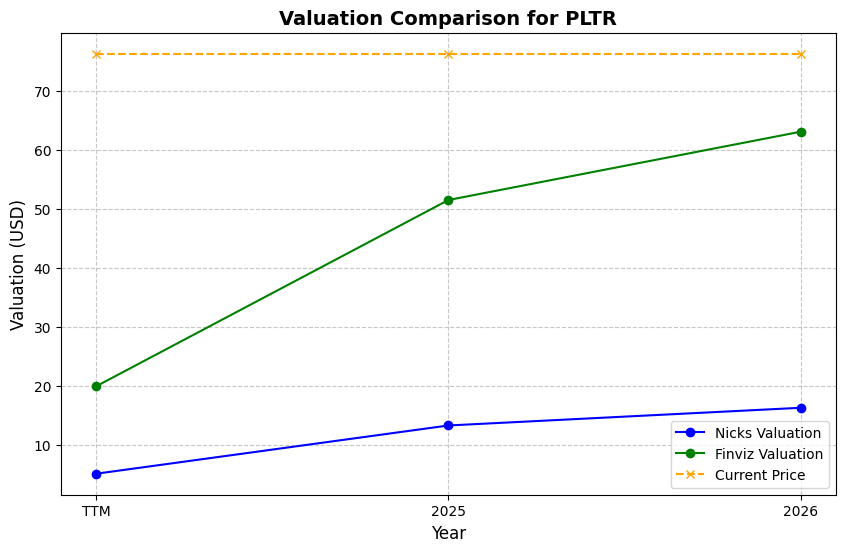 Valuation Comparison for PLTR
Valuation (USD)
70
60
50
40
30
20
10
Nicks Valuation
Finviz Valuation
Current Price
TTM 2025 2026
Year